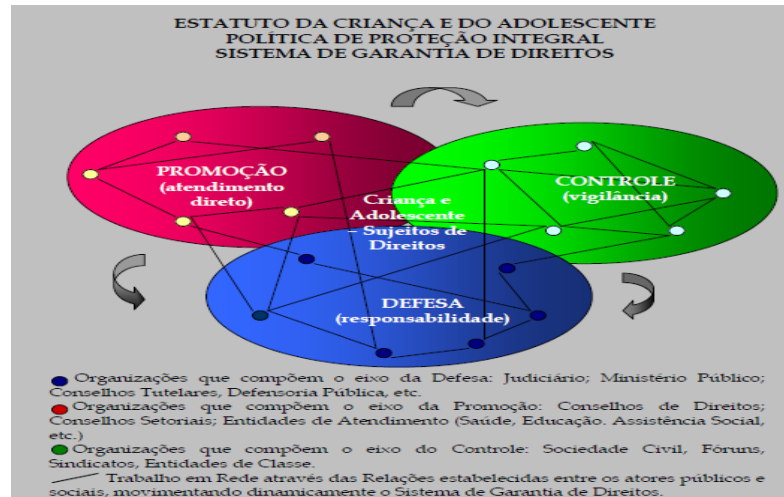 ESTATUTO DA CRIANÇA E DO ADOLESCENTE
POLÍTICA DE PROTEÇÃO INTEGRAL
SISTEMA DE GARANTIA DE DIREITOS
PROMOÇÃO
(atendimento
direto)
CONTROLE
(vigilância)
Criança e
Adolescente
– Sujeitos de
Direitos
DEFESA
(responsabilidade)
Organizações que compõem o eixo da Defesa: Judiciário; Ministério Público;
Conselhos Tutelares, Defensoria Pública, etc.
Organizações que compõem o eixo da Promoção: Conselhos de Direitos;
Conselhos Setoriais; Entidades de Atendimento (Saúde, Educação. Assistência Social,
etc.)
Organizações que compõem o eixo do Controle: Sociedade Civil, Fóruns,
Sindicatos, Entidades de Classe.
Trabalho em Rede através das Relações estabelecidas entre os atores públicos e
sociais, movimentando dinamicamente o Sistema de Garantia de Direitos.